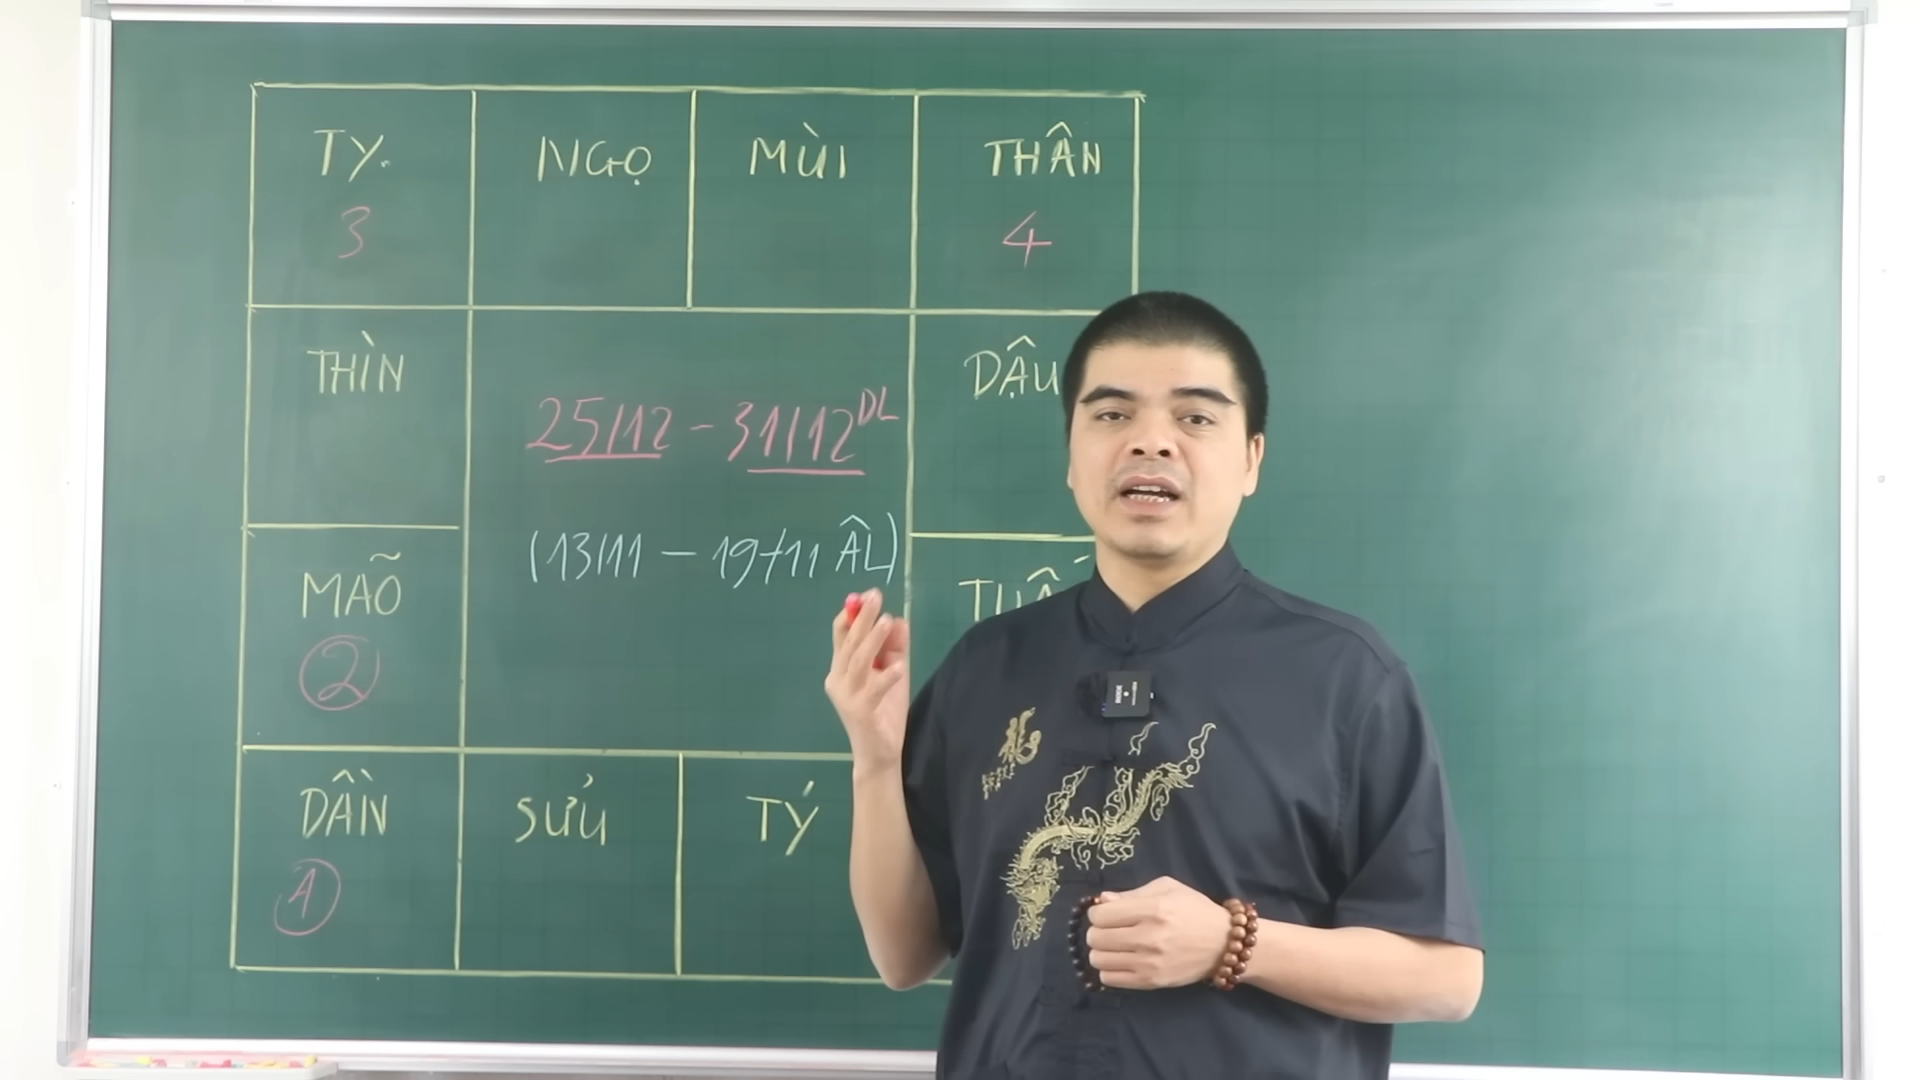 TỴ NGỌ MÙI THÂN
3 4
THÌN DẬU
25/12 - 31/12 DL
(13/11 - 19/11 ÂL)
MÃO
2
DẦN SỬU TÝ
1